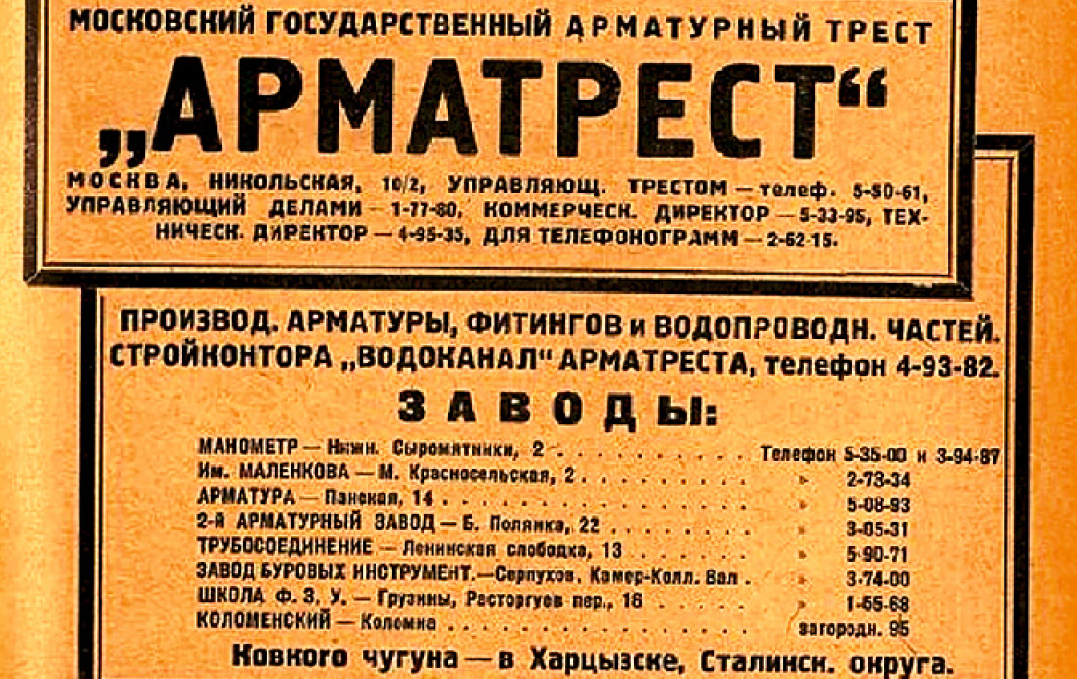 МОСКОВСКИЙ ГОСУДАРСТВЕННЫЙ АРМАТУРНЫЙ ТРЕСТ
„АРМАТРЕСТ“
МОСКВА, НИКОЛЬСКАЯ, 10/2, УПРАВЛЯЮЩ. ТРЕСТОМ — телеф. 5-50-61,
УПРАВЛЯЮЩИЙ ДЕЛАМИ — 1-77-80, КОММЕРЧЕСК. ДИРЕКТОР — 5-33-95, ТЕХ-
НИЧЕСК. ДИРЕКТОР — 4-95-35, ДЛЯ ТЕЛЕФОНОГРАММ — 2-62-15.
ПРОИЗВОД. АРМАТУРЫ, ФИТИНГОВ и ВОДОПРОВОДН. ЧАСТЕЙ.
СТРОЙКОНТОРА „ВОДОКАНАЛ“ АРМАТРЕСТА, телефон 4-93-82.
ЗАВОДЫ:
МАНОМЕТР — Нижн. Сыромятники, 2 . . . . . . . . . . Телефон 5-35-00 и 3-94-87
Им. МАЛЕНКОВА — М. Красносельская, 2 . . . . . . . . . » 2-73-34
АРМАТУРА — Панская, 14 . . . . . . . . . . . . . . . . » 5-08-93
2-й АРМАТУРНЫЙ ЗАВОД — Б. Полянка, 22 . . . . . . . . » 3-05-31
ТРУБОСОЕДИНЕНИЕ — Ленинская слободка, 13 . . . . . . . » 5-90-71
ЗАВОД БУРОВЫХ ИНСТРУМЕНТ.—Серпухов. Камер-Колл. Вал . » 3-74-00
ШКОЛА Ф. З. У. — Грузины, Расторгуев пер., 16 . . . . . . » 1-65-68
КОЛОМЕНСКИЙ — Коломна . . . . . . . . . . . . . . . . загородн. 95
Ковкого чугуна — в Харцызске, Сталинск. округа.